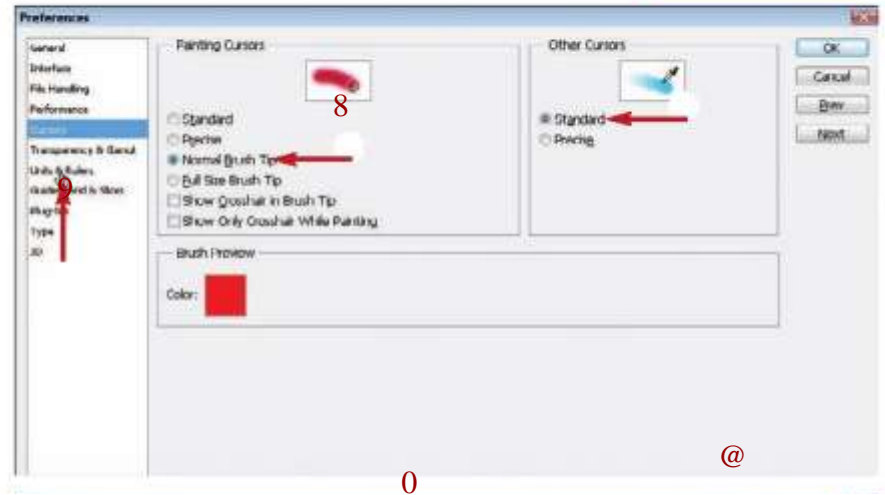 Preferences
General
Interface
File Handling
Performance
Cursors
Transparency & Gamut
Units & Rulers
9
Plug-Ins
Type
3D
Painting Cursors
8
Standard
Precise
Normal Brush Tip
Full Size Brush Tip
Show Crosshair in Brush Tip
Show Only Crosshair While Painting
Other Cursors
Standard
Precise
Brush Preview
Color:
OK
Cancel
Prev
Next
@
0